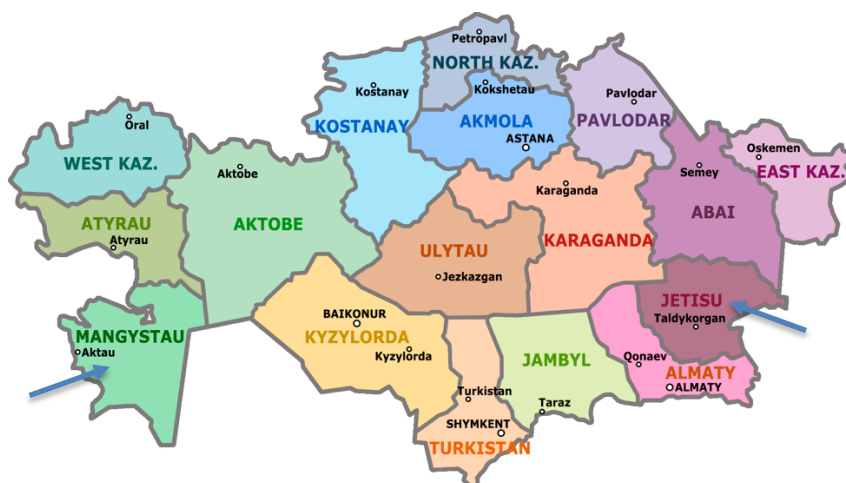 Petropavl
NORTH KAZ.
Kokshetau
Kostanay
KOSTANAY
AKMOLA
ASTANA
Pavlodar
PAVLODAR
Oral
WEST KAZ.
Aktobe
AKTOBE
ATYRAU
Atyrau
Karaganda
KARAGANDA
Semey
ABAI
Oskemen
EAST KAZ.
ULYTAU
Jezkazgan
MANGYSTAU
Aktau
BAIKONUR
KYZYLORDA
Kyzylorda
JETISU
Taldykorgan
JAMBYL
Taraz
Qonaev
ALMATY
ALMATY
Turkistan
SHYMKENT
TURKISTAN